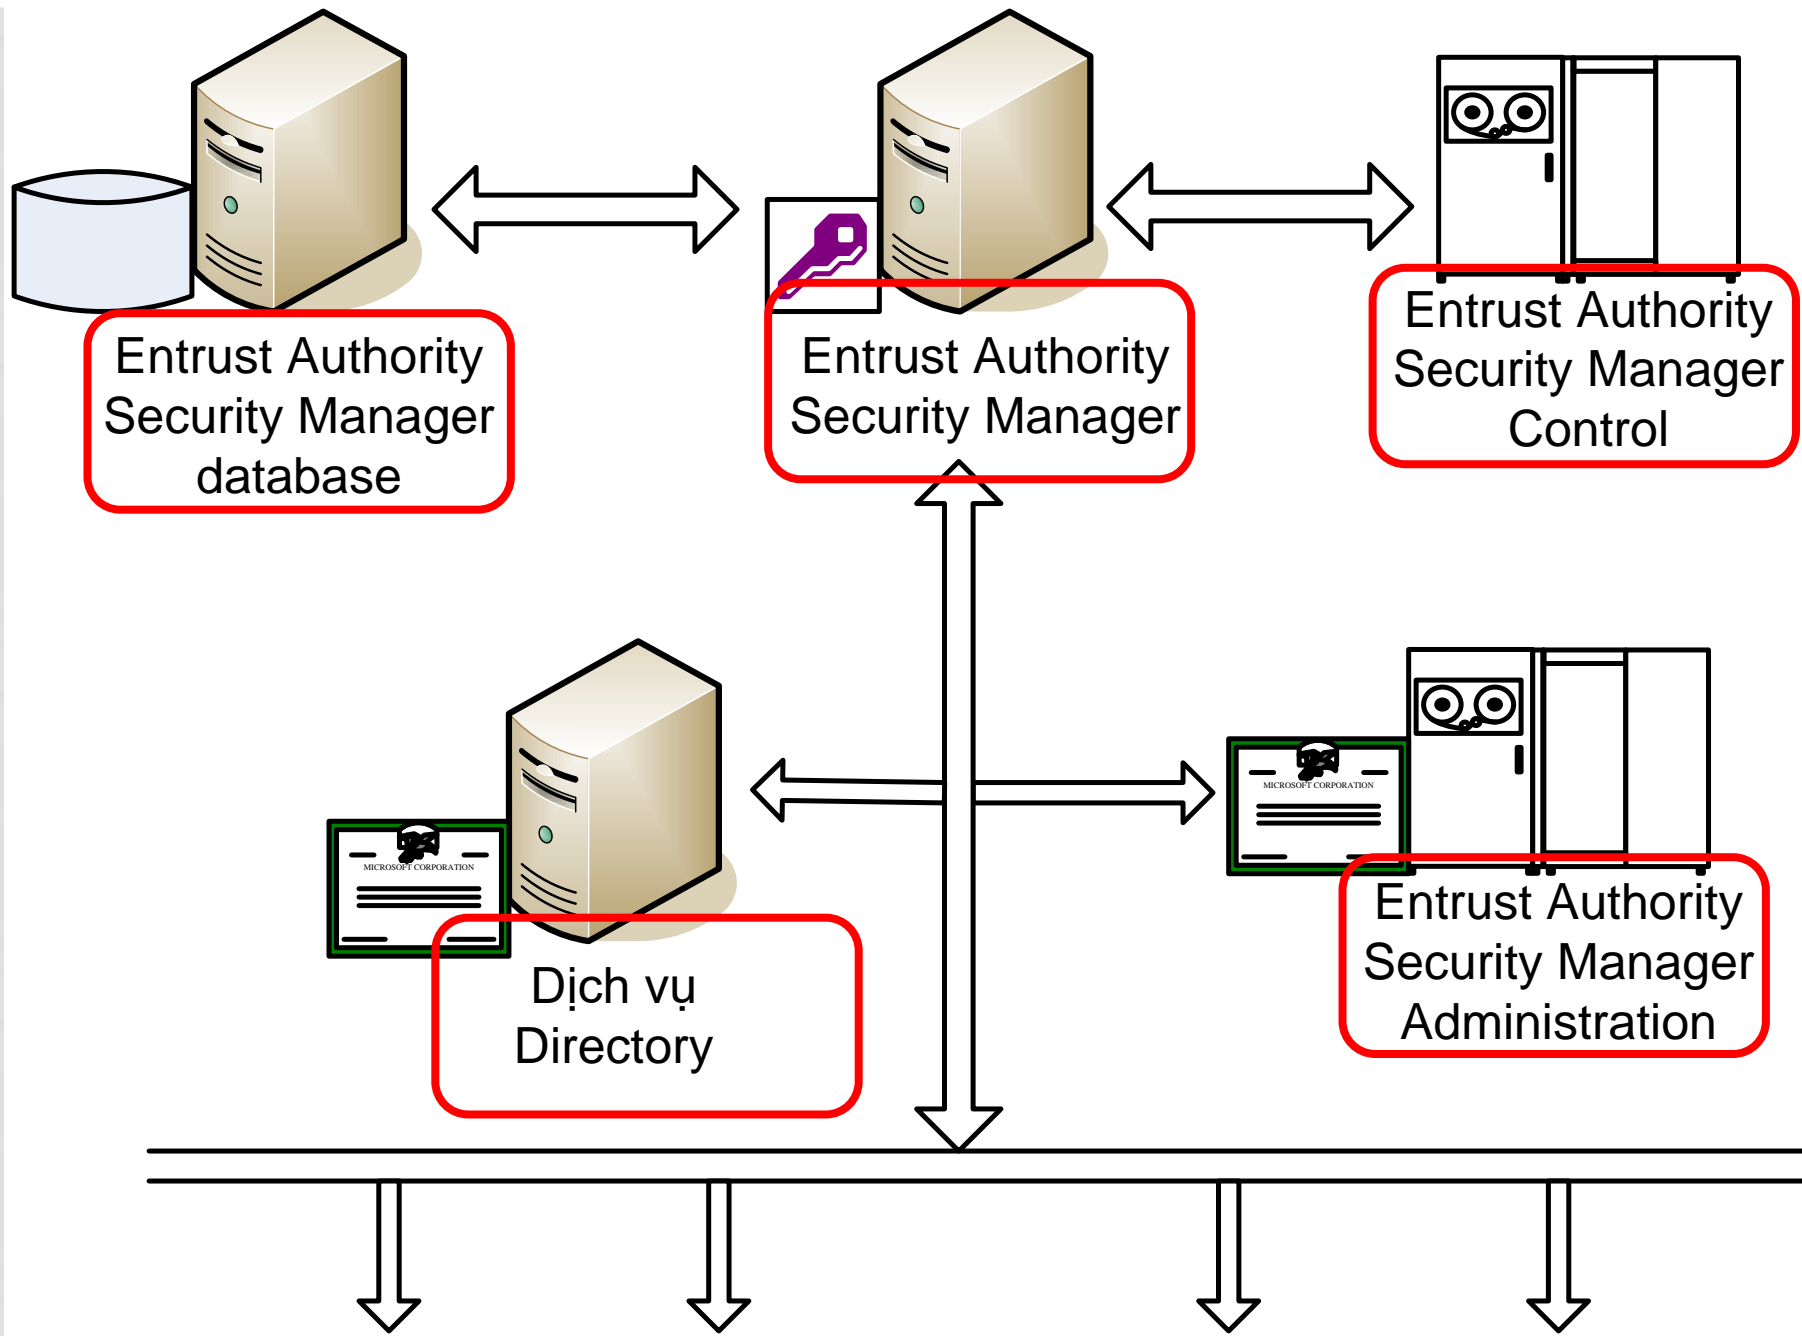 Entrust Authority
Security Manager
database
Entrust Authority
Security Manager
Entrust Authority
Security Manager
Control
MICROSOFT CORPORATION
Dịch vụ
Directory
MICROSOFT CORPORATION
Entrust Authority
Security Manager
Administration